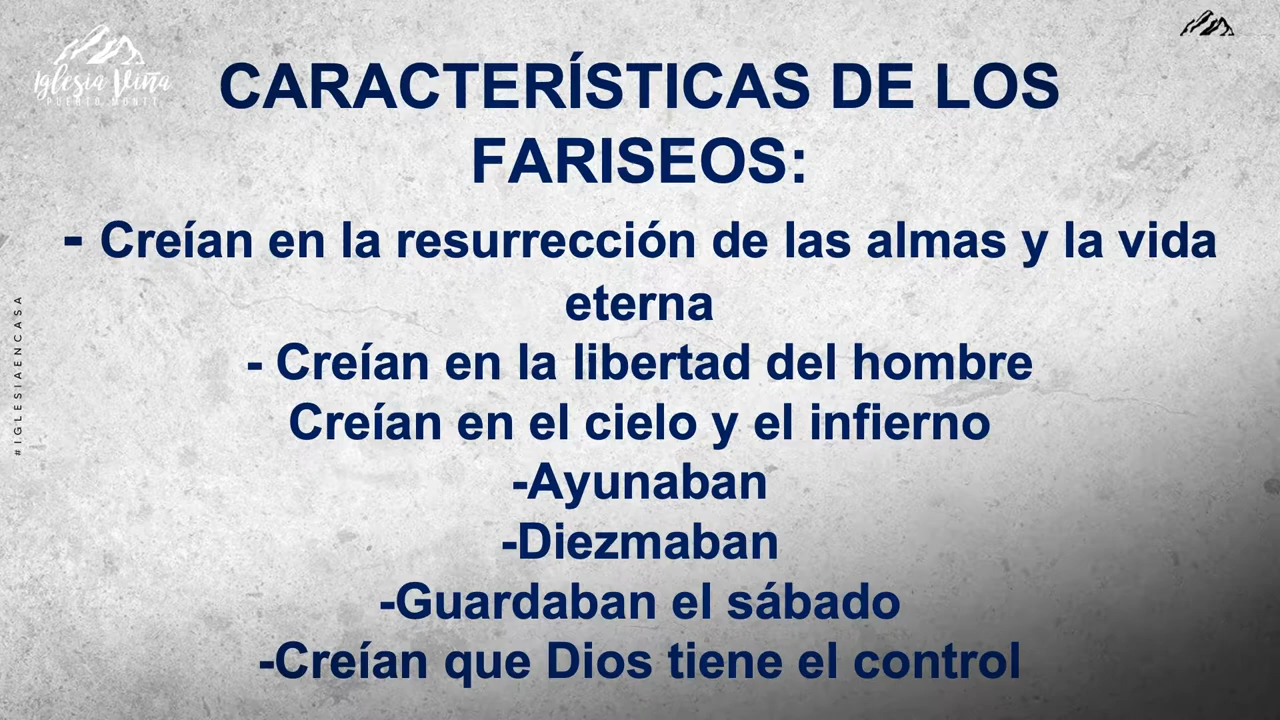 Iglesia Viña
PUERTO MONTT
#IGLESIAENCASA
CARACTERÍSTICAS DE LOS
FARISEOS:
- Creían en la resurrección de las almas y la vida
eterna
- Creían en la libertad del hombre
Creían en el cielo y el infierno
-Ayunaban
-Diezmaban
-Guardaban el sábado
-Creían que Dios tiene el control